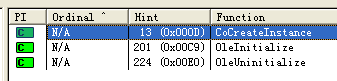 PI Ordinal ^ Hint Function
C N/A 13 (0x000D) CoCreateInstance
C N/A 201 (0x00C9) OleInitialize
C N/A 224 (0x00E0) OleUninitialize